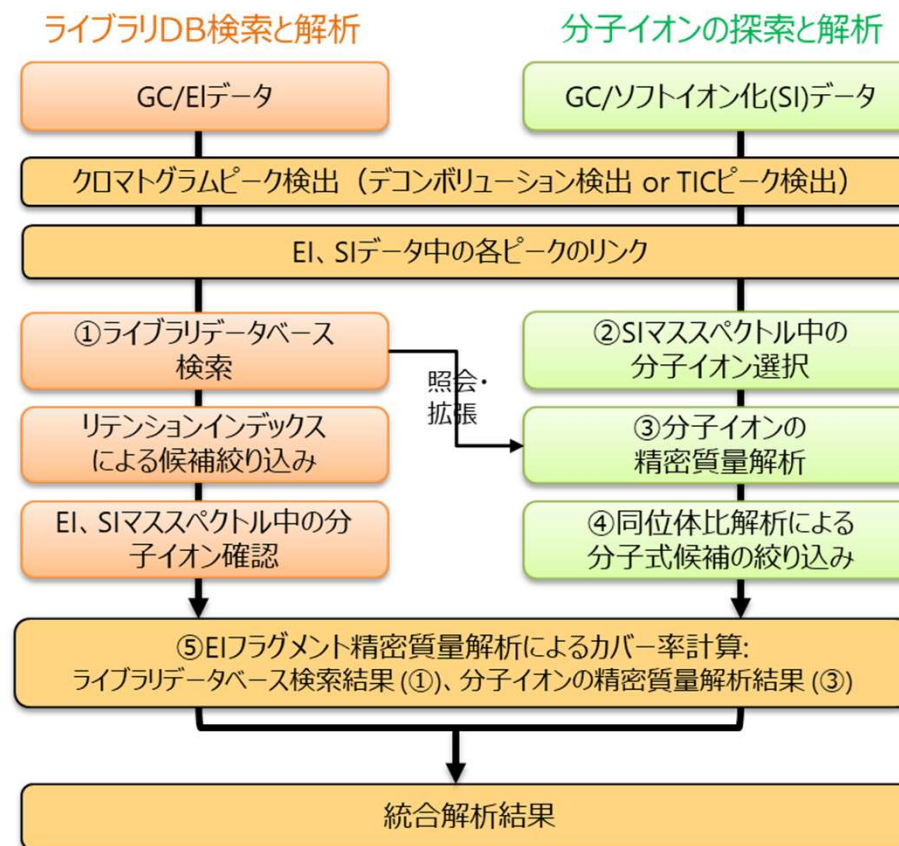 ライブラリDB検索と解析
分子イオンの探索と解析
GC/EIデータ
GC/ソフトイオン化(SI)データ
クロマトグラムピーク検出（デコンボリューション検出 or TICピーク検出）
EI、SIデータ中の各ピークのリンク
①ライブラリデータベース
検索
照会・
拡張
②SIマススペクトル中の
分子イオン選択
リテンションインデックス
による候補絞り込み
③分子イオンの
精密質量解析
EI、SIマススペクトル中の分
子イオン確認
④同位体比解析による
分子式候補の絞り込み
⑤EIフラグメント精密質量解析によるカバー率計算:
ライブラリデータベース検索結果 (①)、分子イオンの精密質量解析結果 (③)
統合解析結果